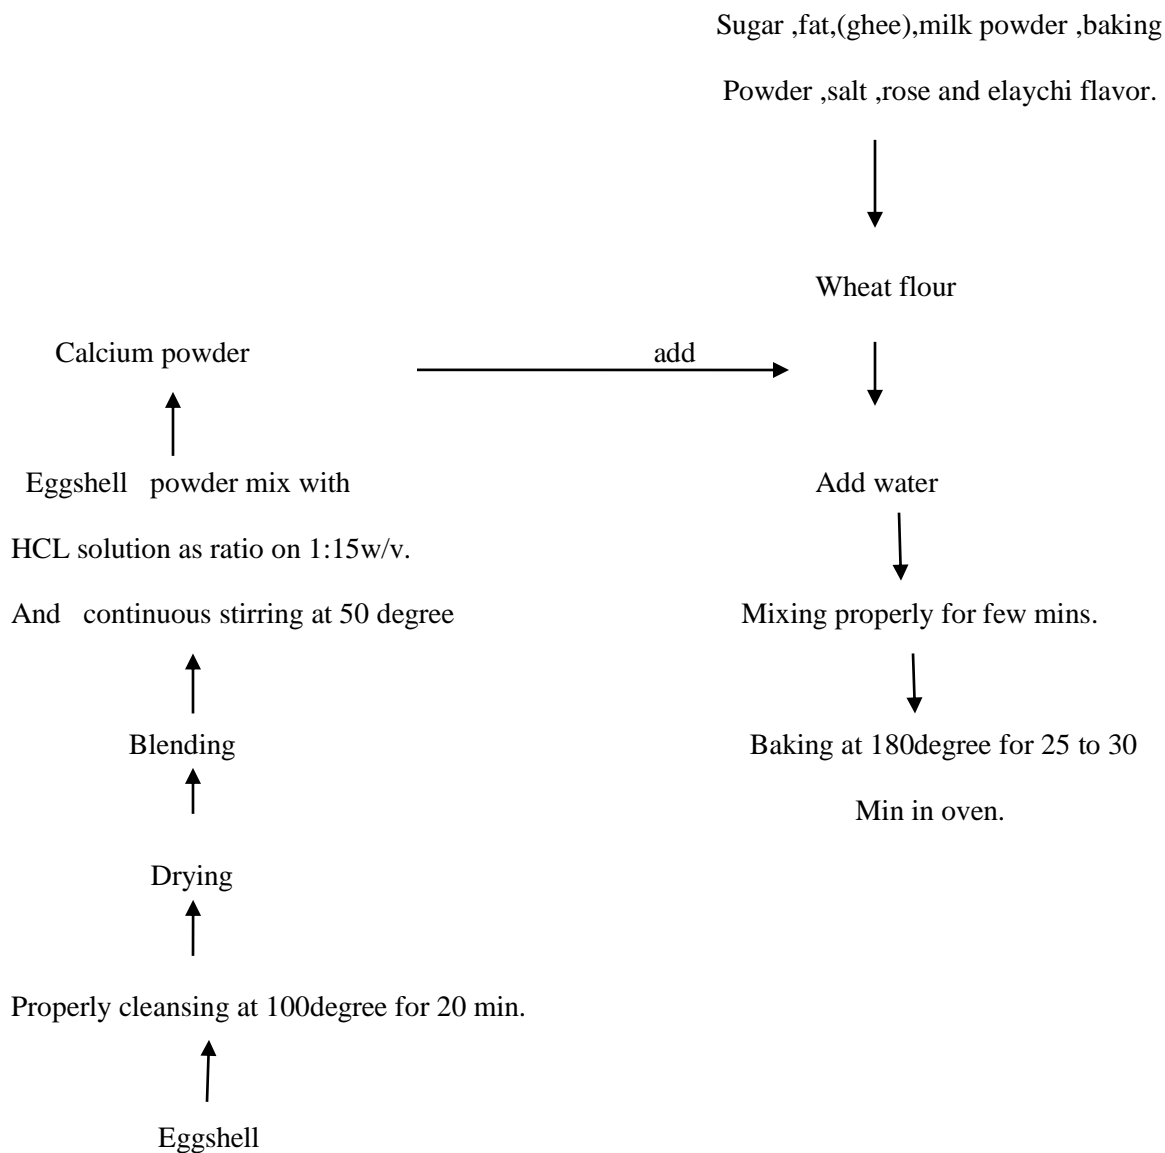 Sugar ,fat,(ghee),milk powder ,baking
Powder ,salt ,rose and elaychi flavor.
Wheat flour
Calcium powder
add
Eggshell powder mix with
HCL solution as ratio on 1:15w/v.
And continuous stirring at 50 degree
Add water
Mixing properly for few mins.
Blending
Baking at 180degree for 25 to 30
Min in oven.
Drying
Properly cleansing at 100degree for 20 min.
Eggshell